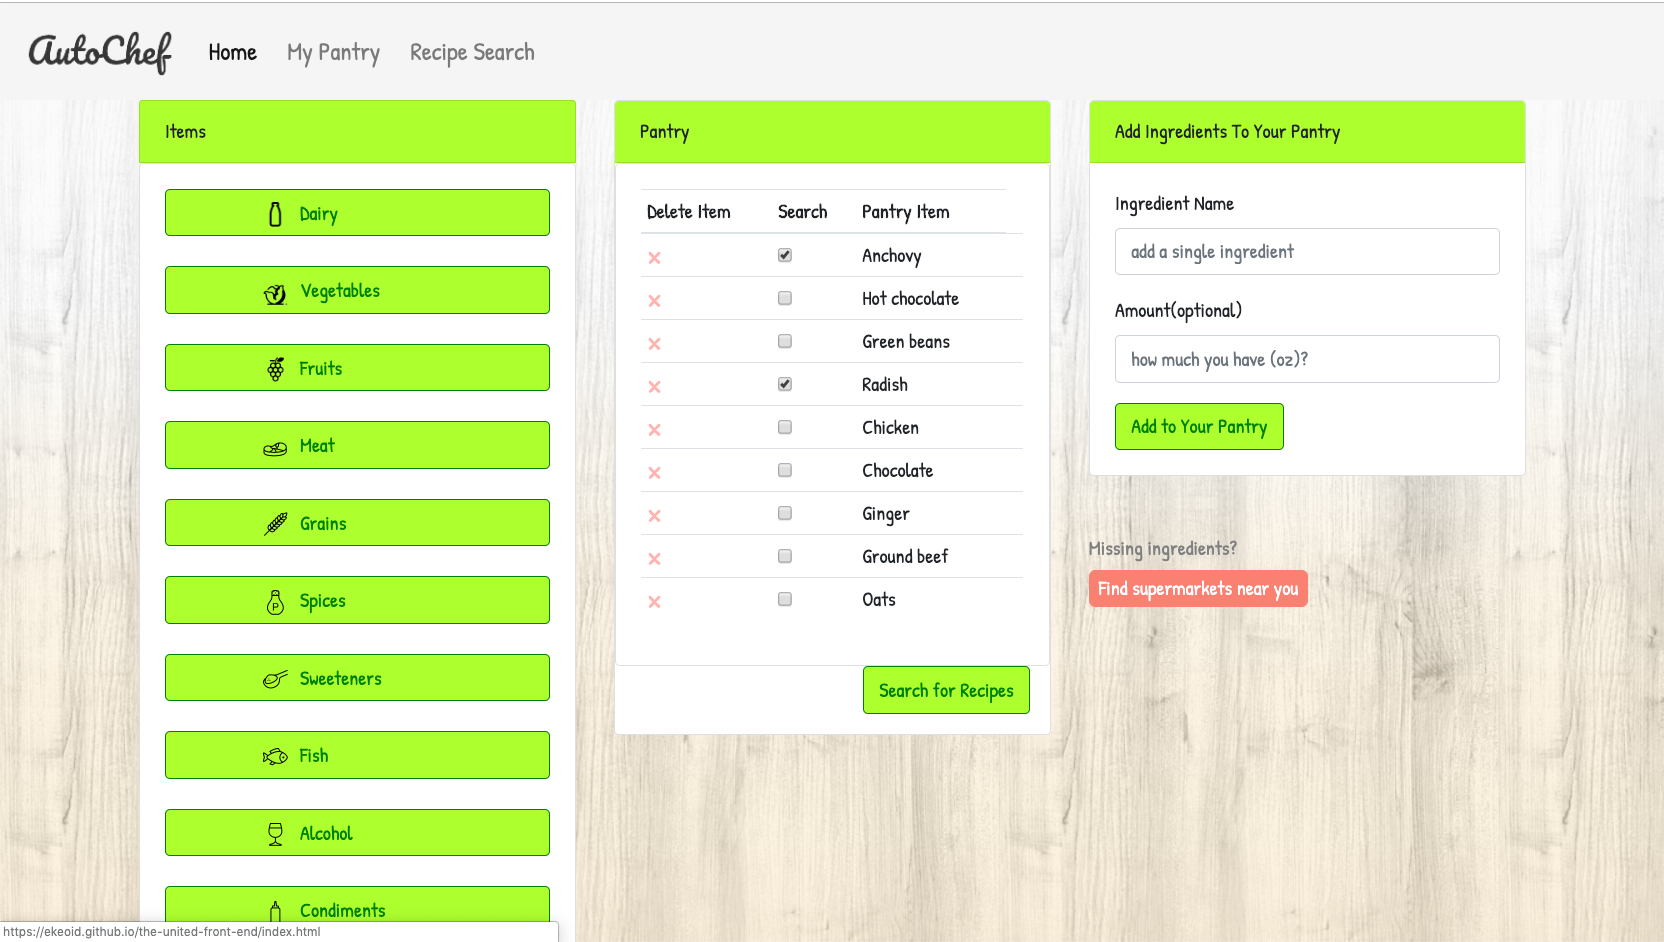 AutoChef Home My Pantry Recipe Search
Items
Dairy
Vegetables
Fruits
Meat
Grains
P
Spices
Sweeteners
Fish
Alcohol
Condiments
Pantry
Delete Item Search Pantry Item
Anchovy
Hot chocolate
Green beans
Radish
Chicken
Chocolate
Ginger
Ground beef
Oats
Search for Recipes
Add Ingredients To Your Pantry
Ingredient Name
add a single ingredient
Amount(optional)
how much you have (oz)?
Add to Your Pantry
Missing ingredients?
Find supermarkets near you
https://ekeoid.github.io/the-united-front-end/index.html